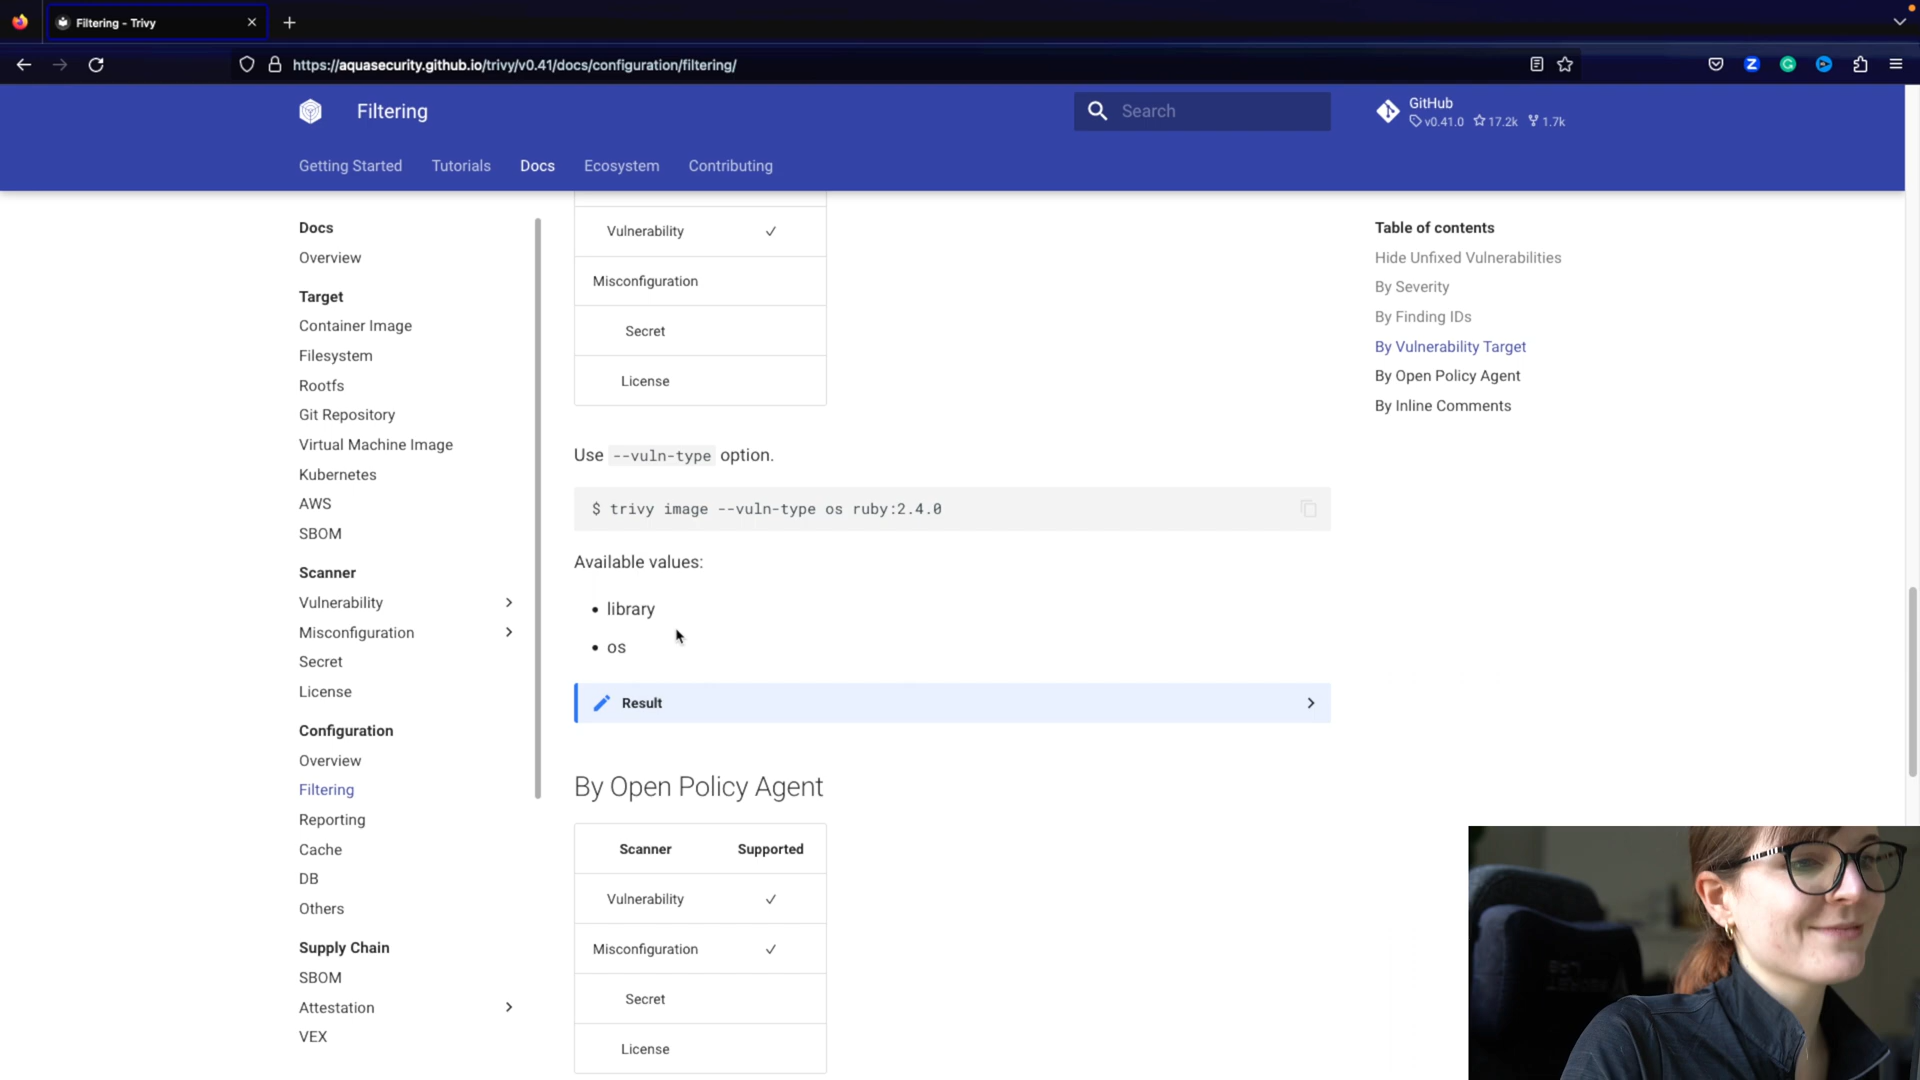 Filtering - Trivy
https://aquasecurity.github.io/trivy/v0.41/docs/configuration/filtering/
Filtering
Search
GitHub
v0.41.0 17.2k 1.7k
Getting Started Tutorials Docs Ecosystem Contributing
Docs
Overview
Target
Container Image
Filesystem
Rootfs
Git Repository
Virtual Machine Image
Kubernetes
AWS
SBOM
Scanner
Vulnerability
Misconfiguration
Secret
License
Configuration
Overview
Filtering
Reporting
Cache
DB
Others
Supply Chain
SBOM
Attestation
VEX
Vulnerability ✓
Misconfiguration
Secret
License
Use --vuln-type option.
$ trivy image --vuln-type os ruby:2.4.0
Available values:
• library
• os
Result
By Open Policy Agent
Scanner Supported
Vulnerability ✓
Misconfiguration ✓
Secret
License
Table of contents
Hide Unfixed Vulnerabilities
By Severity
By Finding IDs
By Vulnerability Target
By Open Policy Agent
By Inline Comments